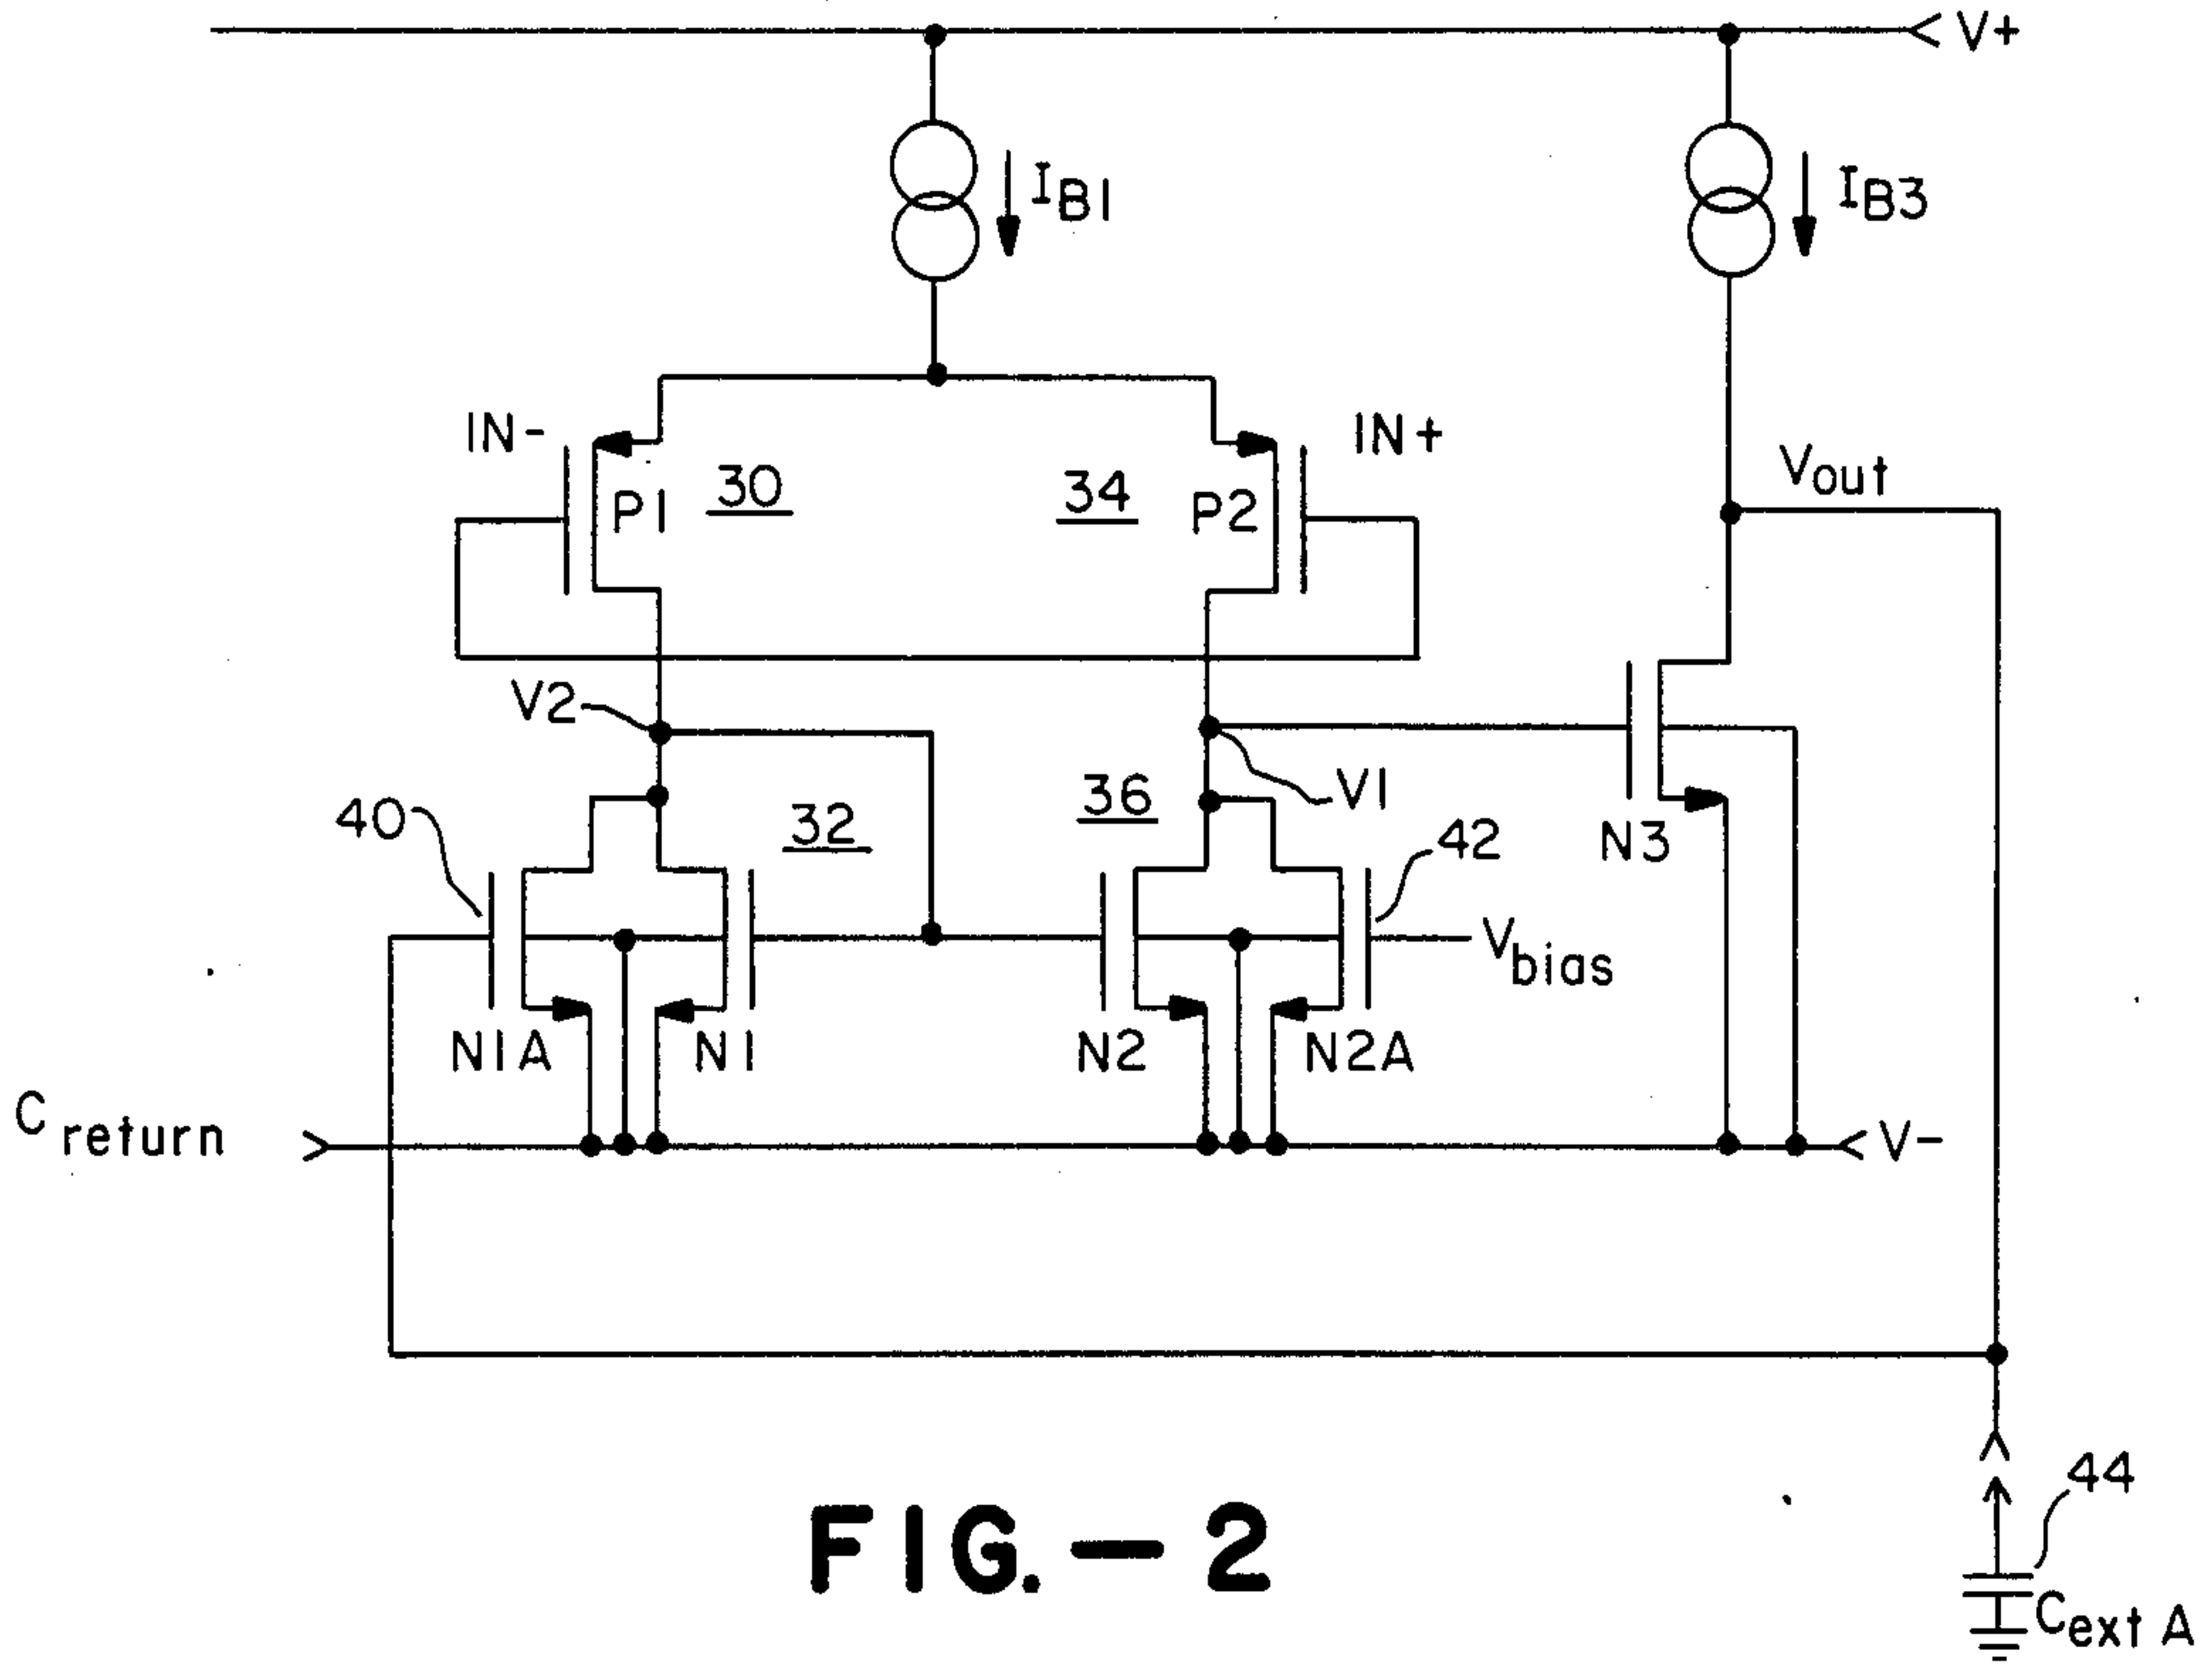 V+
IB1
IB3
IN-
IN+
P1
30
34
P2
Vout
V2
V1
40
32
36
42
N3
Vbias
N1A
N1
N2
N2A
C return
V-
44
Cext A
FIG.-2